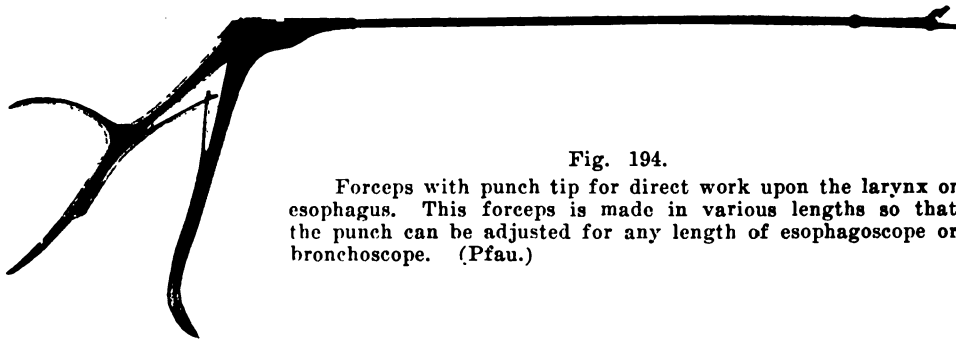 Fig. 194.
Forceps with punch tip for direct work upon the larynx or
esophagus. This forceps is made in various lengths so that
the punch can be adjusted for any length of esophagoscope or
bronchoscope. (Pfau.)